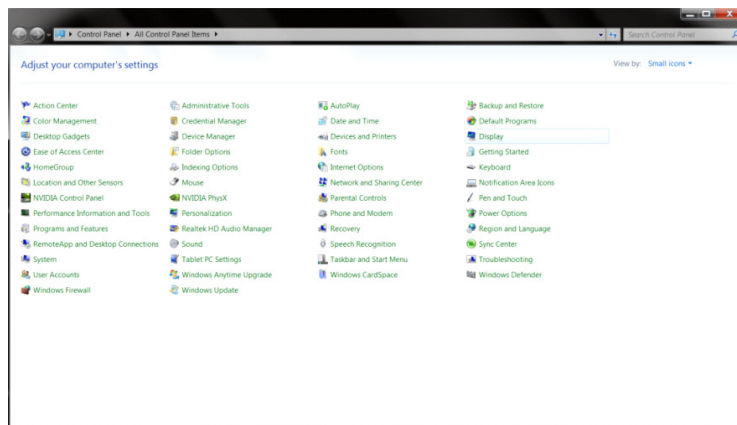 Control Panel ▸ All Control Panel Items ▸ Search Control Panel
Adjust your computer's settings View by: Small icons
Action Center Administrative Tools AutoPlay Backup and Restore
Color Management Credential Manager Date and Time Default Programs
Desktop Gadgets Device Manager Devices and Printers Display
Ease of Access Center Folder Options Fonts Getting Started
HomeGroup Indexing Options Internet Options Keyboard
Location and Other Sensors Mouse Network and Sharing Center Notification Area Icons
NVIDIA Control Panel NVIDIA PhysX Parental Controls Pen and Touch
Performance Information and Tools Personalization Phone and Modem Power Options
Programs and Features Realtek HD Audio Manager Recovery Region and Language
RemoteApp and Desktop Connections Sound Speech Recognition Sync Center
System Tablet PC Settings Taskbar and Start Menu Troubleshooting
User Accounts Windows Anytime Upgrade Windows CardSpace Windows Defender
Windows Firewall Windows Update